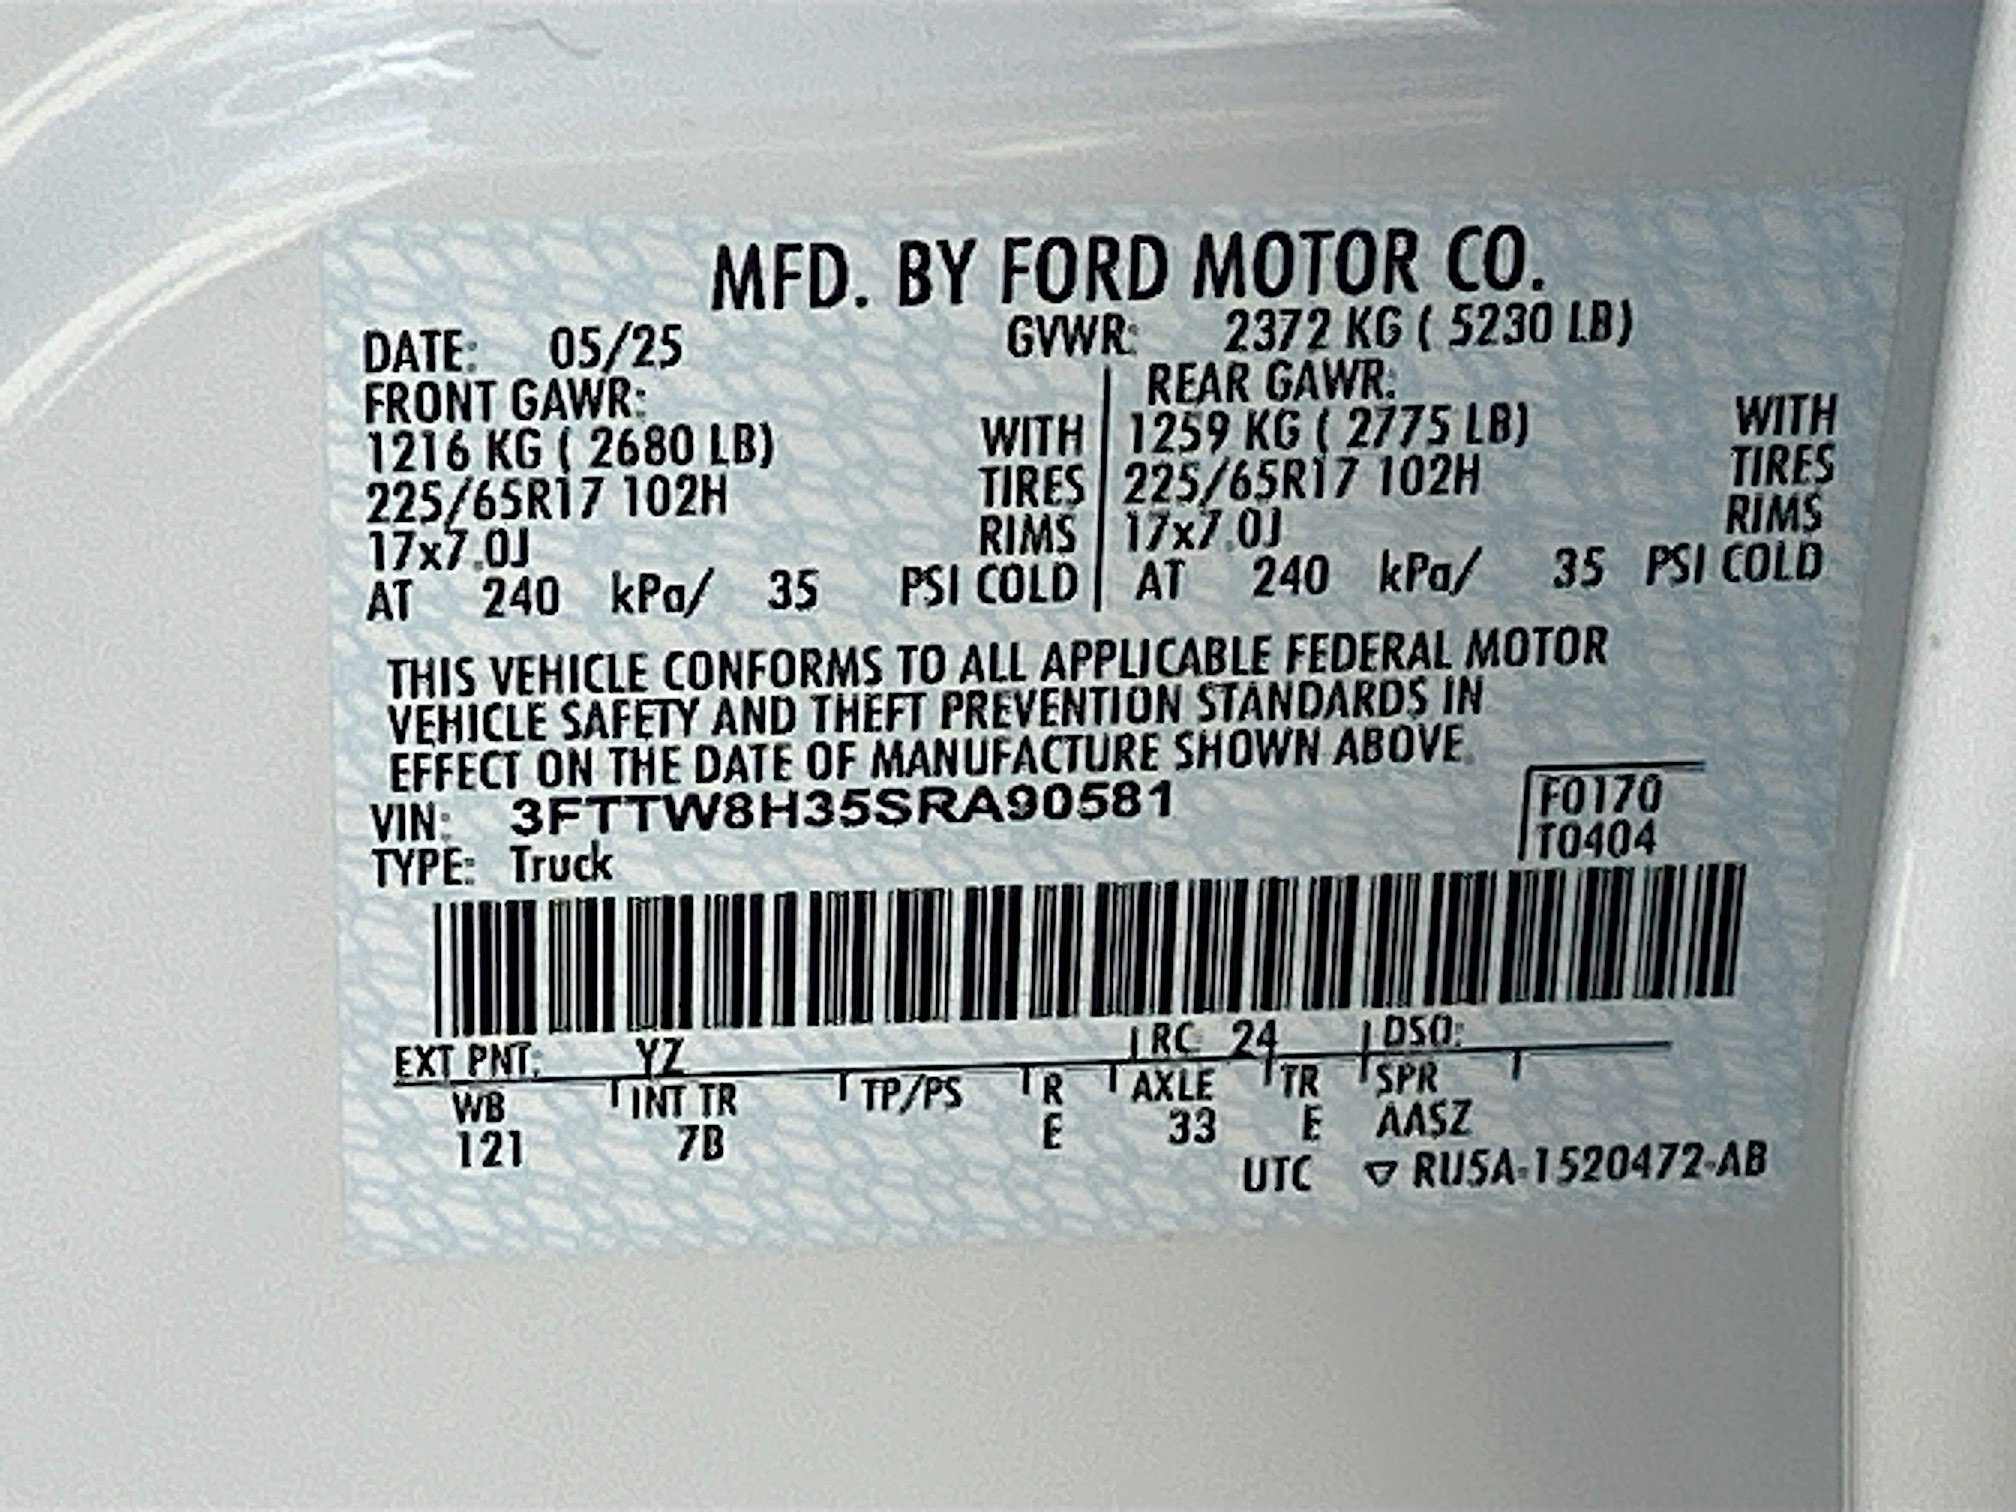 MFD. BY FORD MOTOR CO.
DATE: 05/25 GVWR: 2372 KG ( 5230 LB)
FRONT GAWR: REAR GAWR:
1216 KG ( 2680 LB) WITH 1259 KG ( 2775 LB) WITH
225/65R17 102H TIRES 225/65R17 102H TIRES
17x7.0J RIMS 17x7.0J RIMS
AT 240 kPa/ 35 PSI COLD AT 240 kPa/ 35 PSI COLD
THIS VEHICLE CONFORMS TO ALL APPLICABLE FEDERAL MOTOR
VEHICLE SAFETY AND THEFT PREVENTION STANDARDS IN
EFFECT ON THE DATE OF MANUFACTURE SHOWN ABOVE.
VIN: 3FTTW8H35SRA90581 F0170
TYPE: Truck T0404
EXT PNT: YZ RC: 24 DSO:
WB INT TR TP/PS R AXLE TR SPR
121 7B E 33 E AASZ
UTC ▽ RU5A-1520472-AB